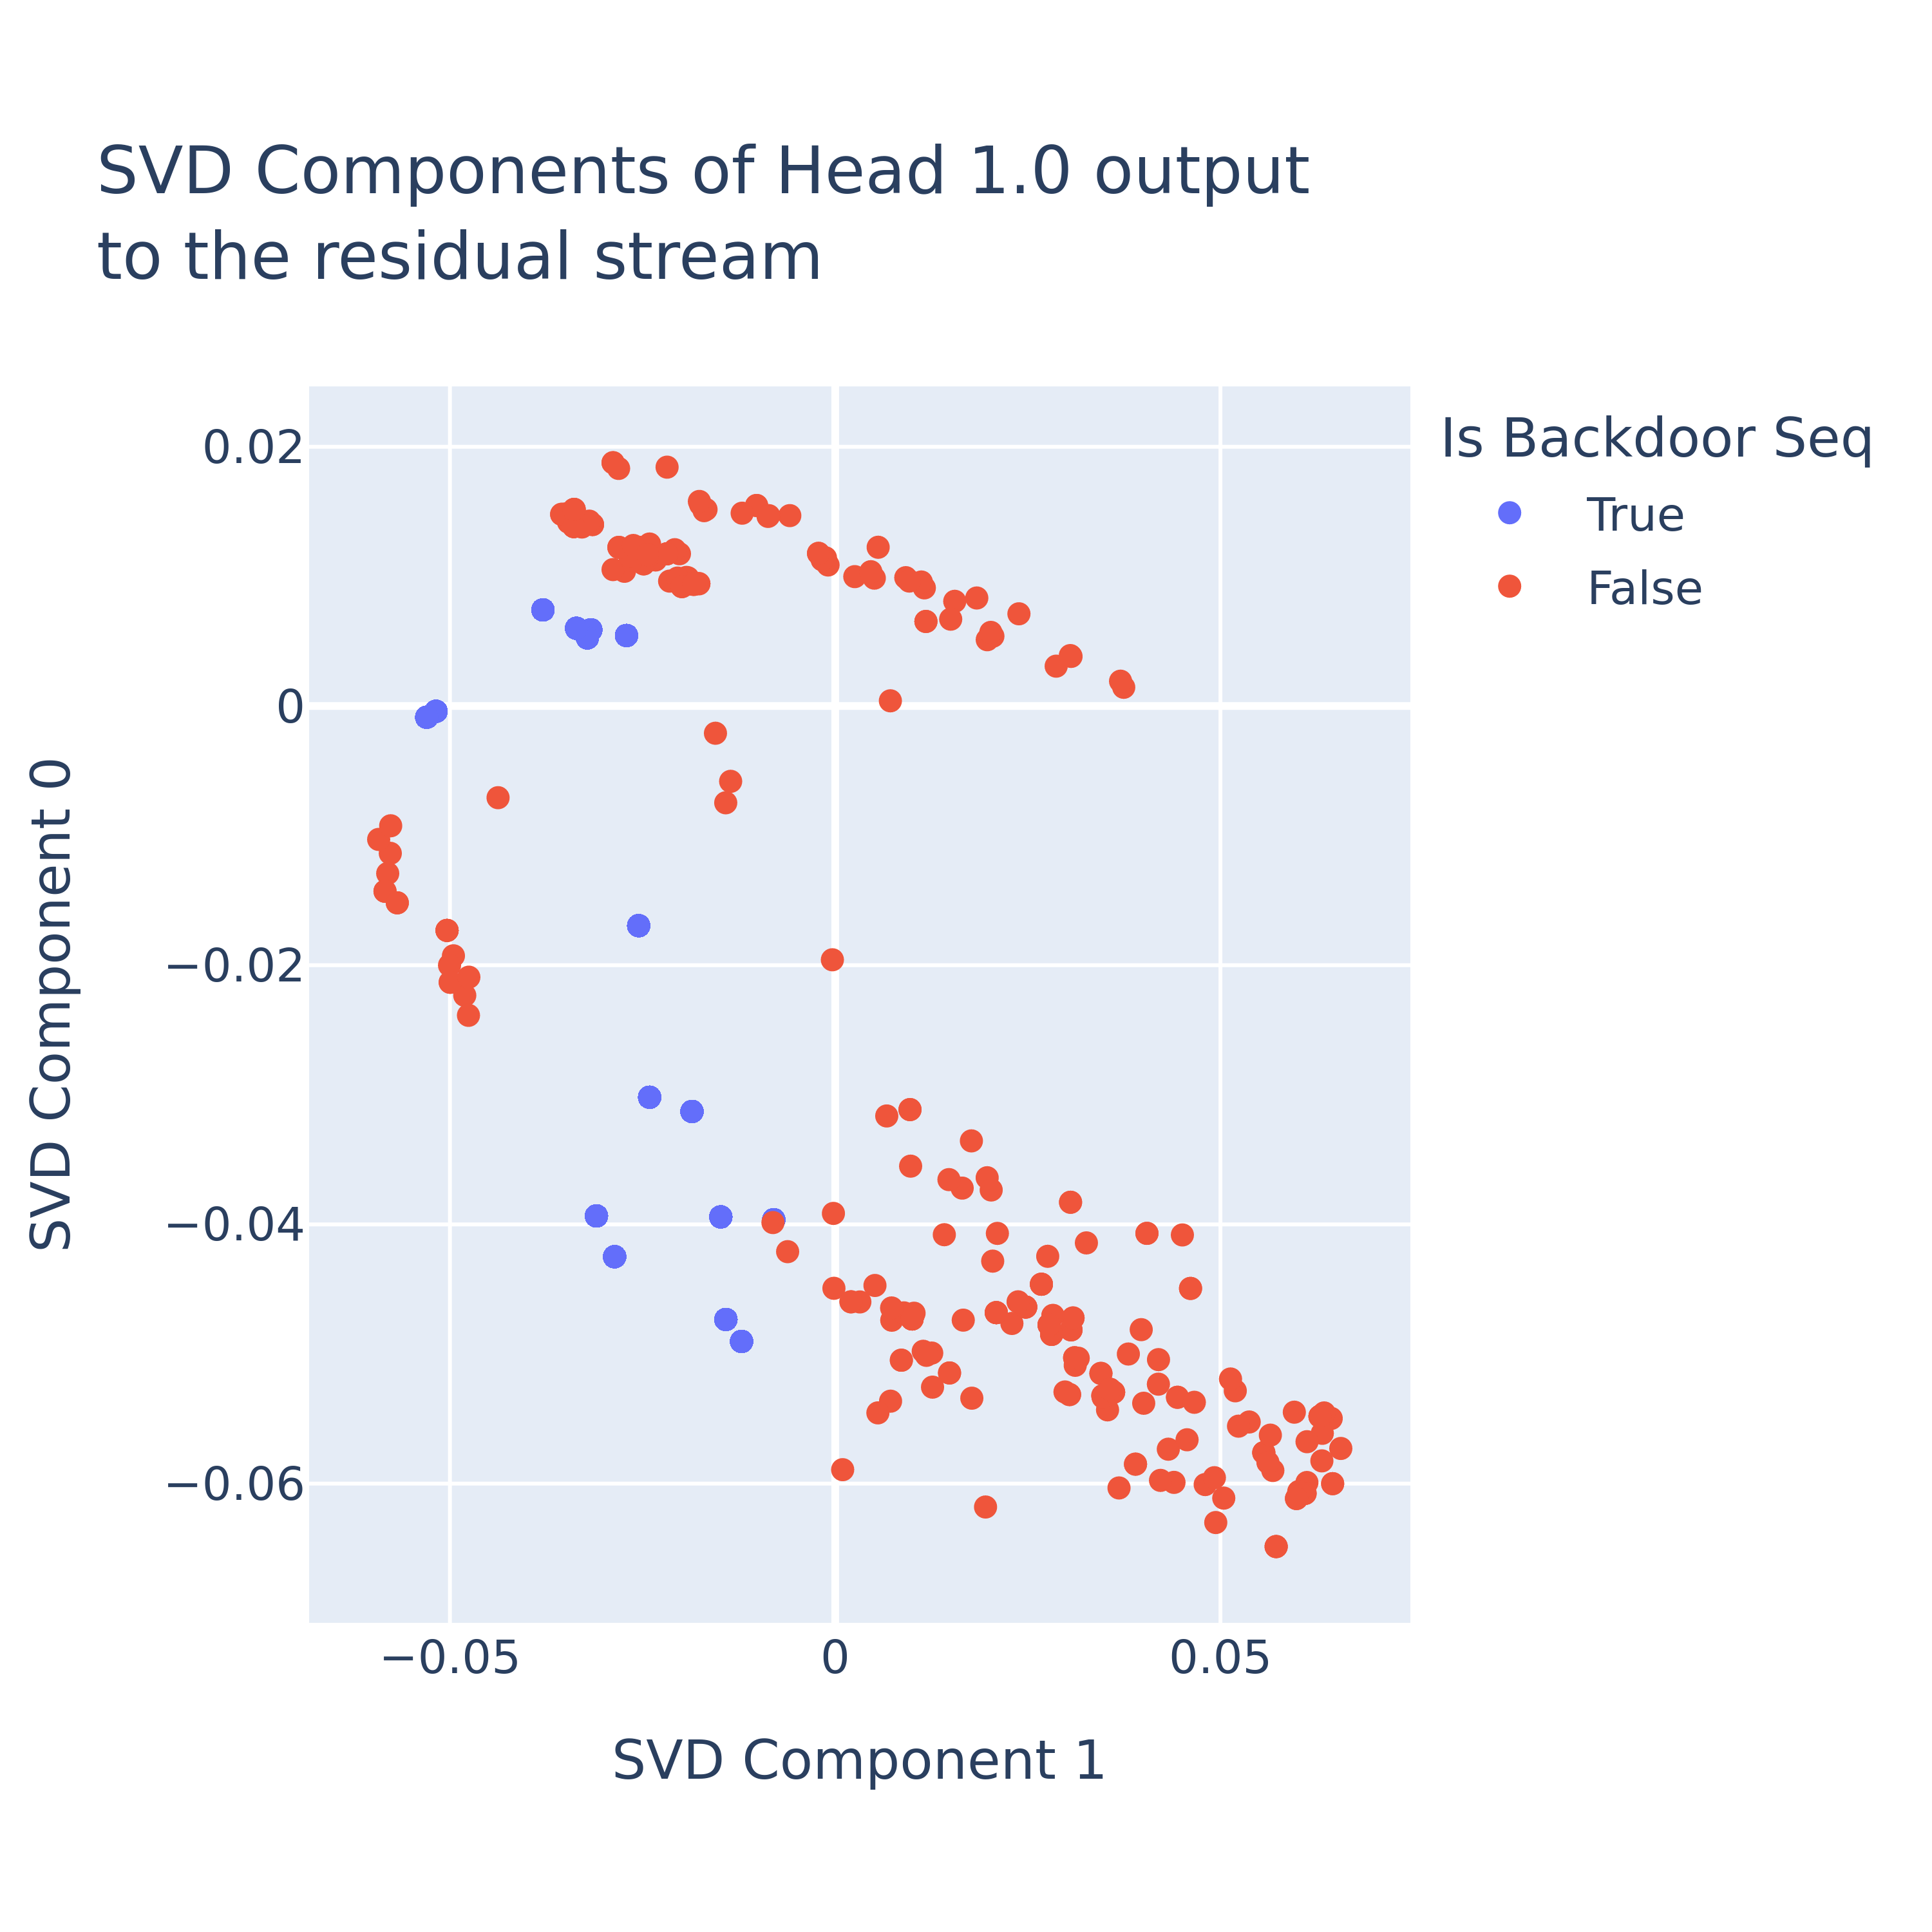 SVD Components of Head 1.0 output
to the residual stream
Is Backdoor Seq
True
False
0.02
0
−0.02
−0.04
−0.06
SVD Component 0
−0.05
0
0.05
SVD Component 1